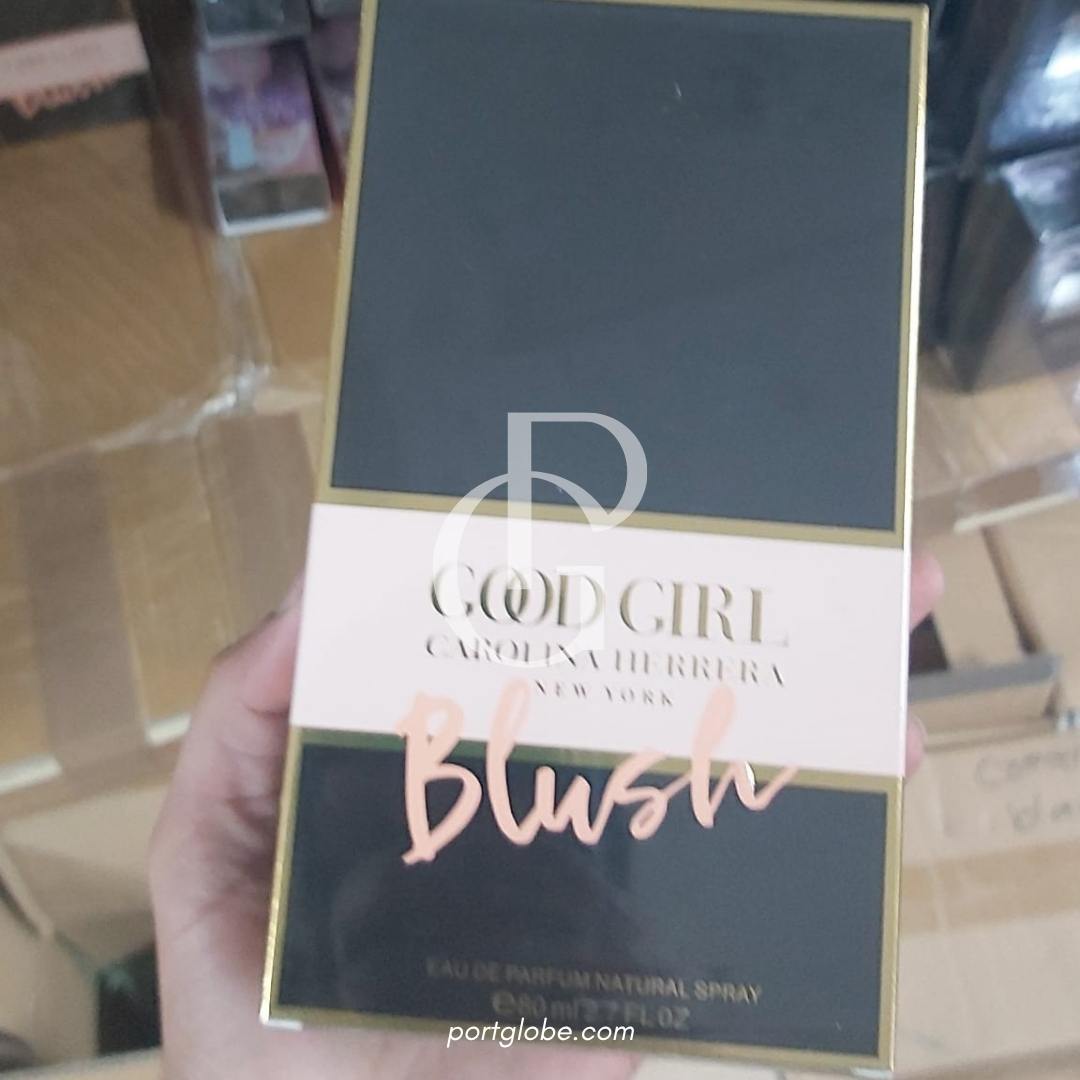 Blush
GOOD GIRL
CAROLINA HERRERA
NEW YORK
Blush
EAU DE PARFUM NATURAL SPRAY
℮80 ml 2.7 FL OZ
portglobe.com